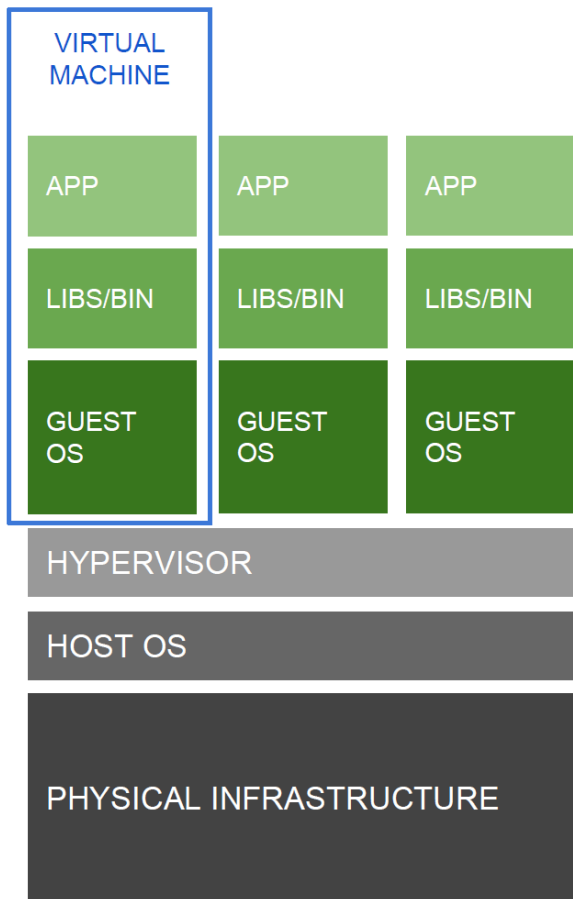 VIRTUAL
MACHINE
APP
APP
APP
LIBS/BIN
LIBS/BIN
LIBS/BIN
GUEST
OS
GUEST
OS
GUEST
OS
HYPERVISOR
HOST OS
PHYSICAL INFRASTRUCTURE